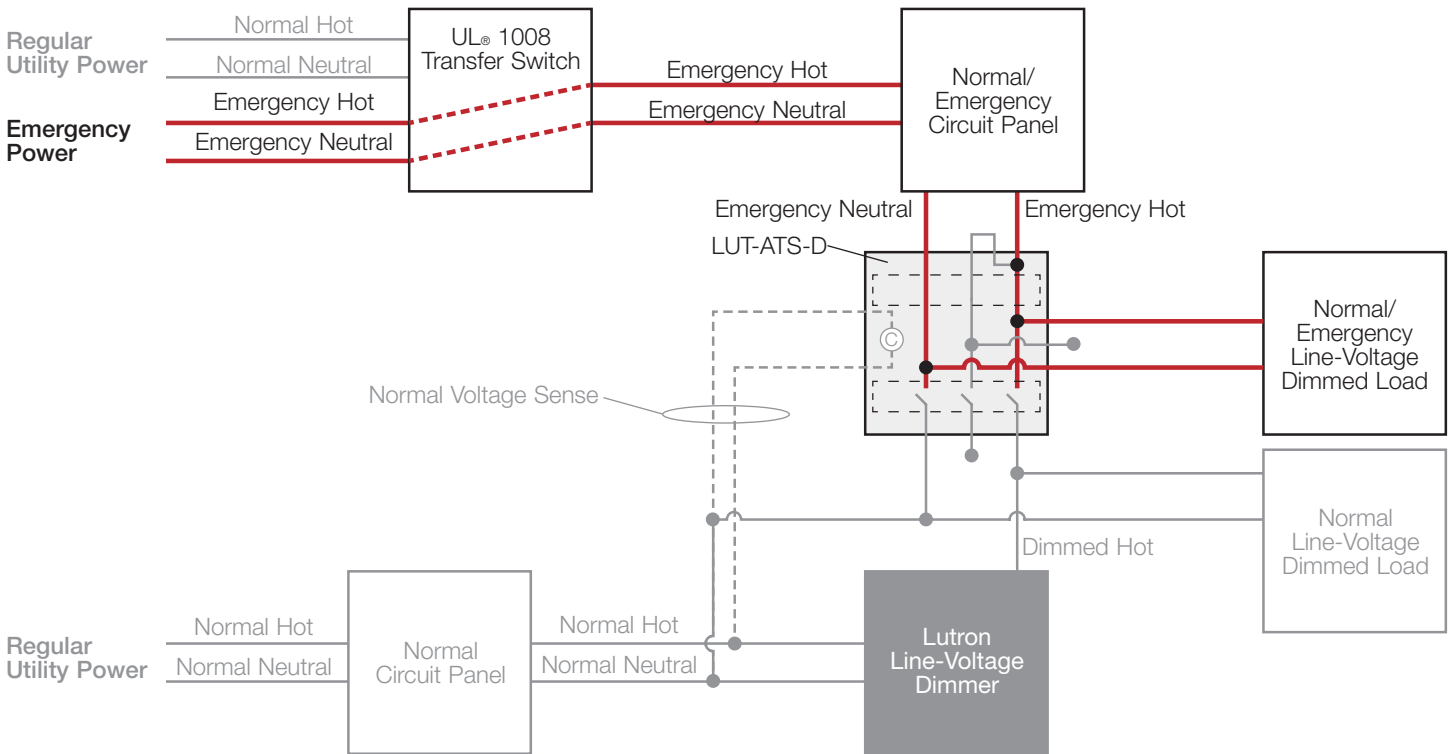 Regular
Utility Power
Normal Hot
Normal Neutral
Emergency
Power
Emergency Hot
Emergency Neutral
UL® 1008
Transfer Switch
Emergency Hot
Emergency Neutral
Normal/
Emergency
Circuit Panel
Emergency Neutral
Emergency Hot
LUT-ATS-D
C
Normal/
Emergency
Line-Voltage
Dimmed Load
Normal Voltage Sense
Normal
Line-Voltage
Dimmed Load
Dimmed Hot
Regular
Utility Power
Normal Hot
Normal Neutral
Normal
Circuit Panel
Normal Hot
Normal Neutral
Lutron
Line-Voltage
Dimmer